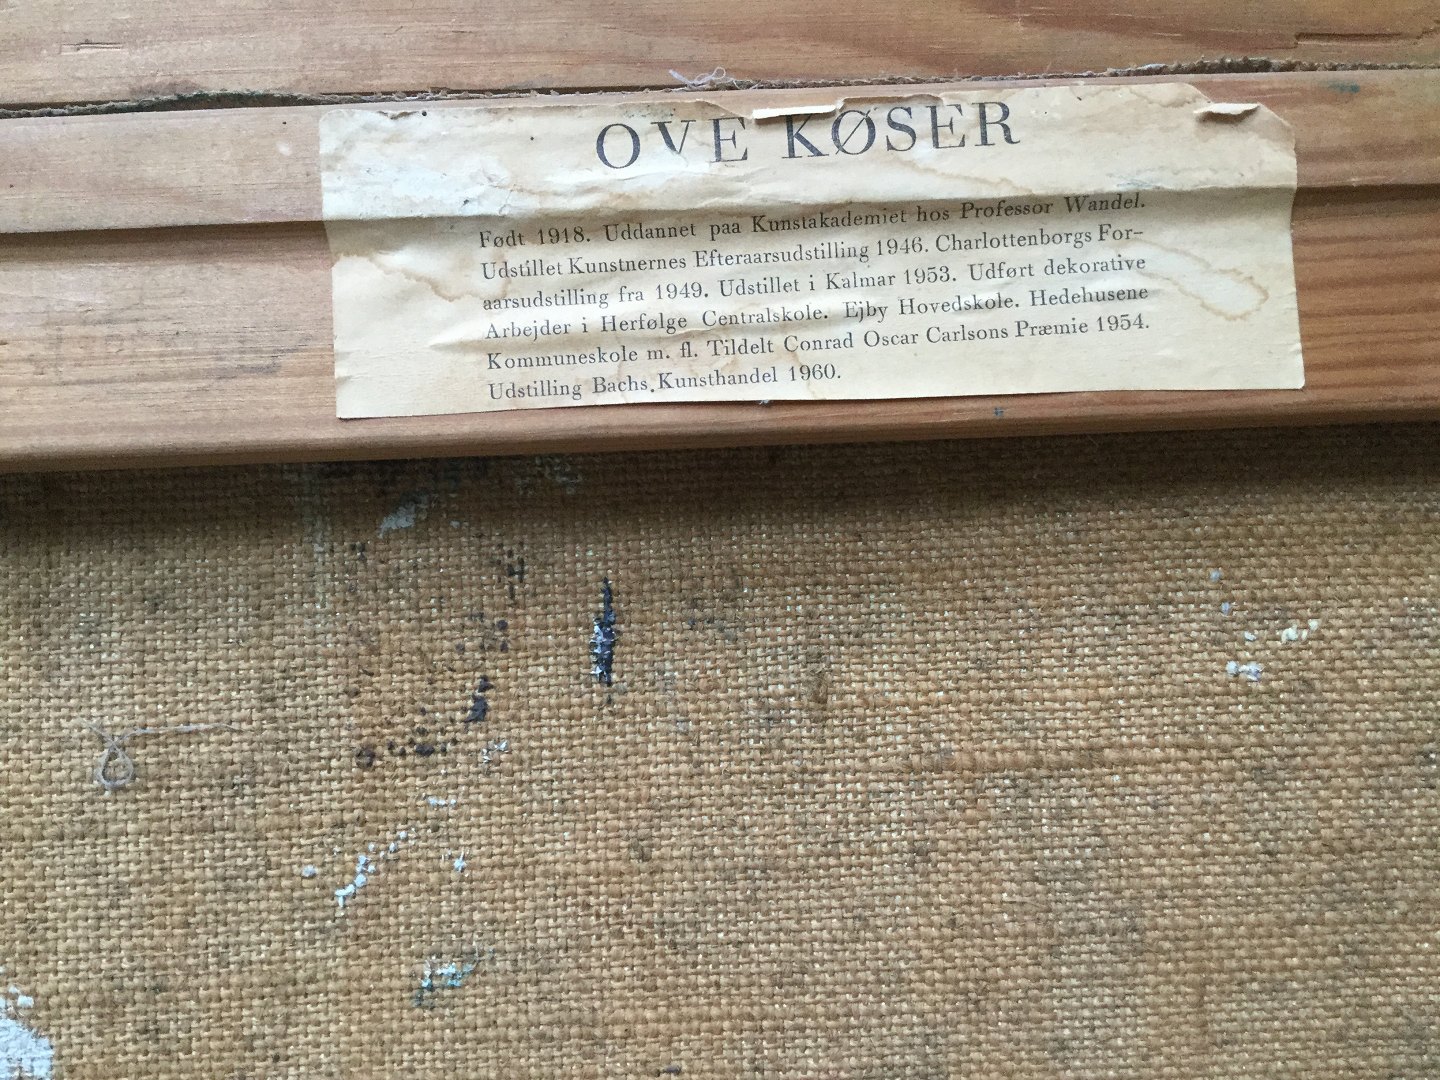 OVE KØSER
Født 1918. Uddannet paa Kunstakademiet hos Professor Wandel.
Udstillet Kunstnernes Efteraarsudstilling 1946. Charlottenborgs For-
aarsudstilling fra 1949. Udstillet i Kalmar 1953. Udført dekorative
Arbejder i Herfølge Centralskole. Ejby Hovedskole. Hedehusene
Kommuneskole m. fl. Tildelt Conrad Oscar Carlsons Præmie 1954.
Udstilling Bachs. Kunsthandel 1960.